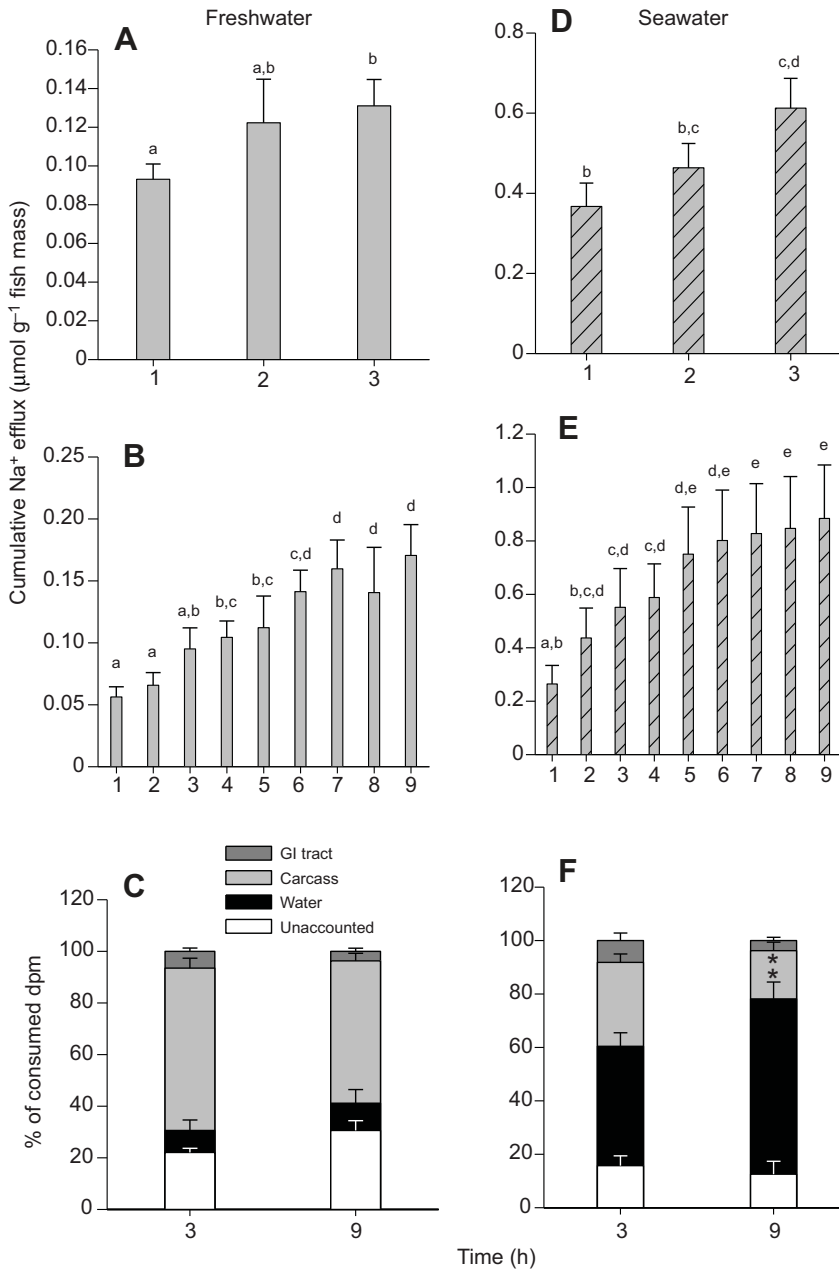 Freshwater
Seawater
Cumulative Na⁺ efflux (µmol g⁻¹ fish mass)
A
0.16
0.14
0.12
0.10
0.08
0.06
0.04
0.02
0
a
a,b
b
1 2 3
D
0.8
0.6
0.4
0.2
0
b
b,c
c,d
1 2 3
B
0.25
0.20
0.15
0.10
0.05
0
a a a,b b,c b,c c,d d d d
1 2 3 4 5 6 7 8 9
E
1.2
1.0
0.8
0.6
0.4
0.2
0
a,b b,c,d c,d c,d d,e d,e e e e
1 2 3 4 5 6 7 8 9
C
GI tract
Carcass
Water
Unaccounted
% of consumed dpm
120
100
80
60
40
20
0
3 9
F
120
100
80
60
40
20
0
*
*
3 9
Time (h)